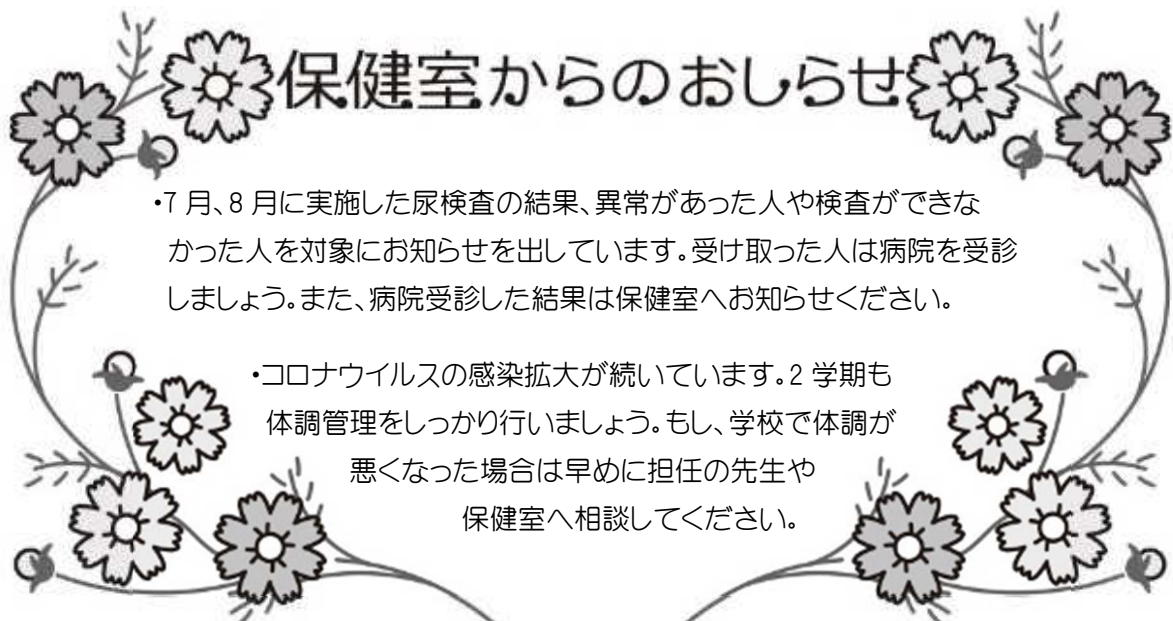 保健室からのおしらせ
・7月、8月に実施した尿検査の結果、異常があった人や検査ができな
かった人を対象にお知らせを出しています。受け取った人は病院を受診
しましょう。また、病院受診した結果は保健室へお知らせください。
・コロナウイルスの感染拡大が続いています。2学期も
体調管理をしっかり行いましょう。もし、学校で体調が
悪くなった場合は早めに担任の先生や
保健室へ相談してください。